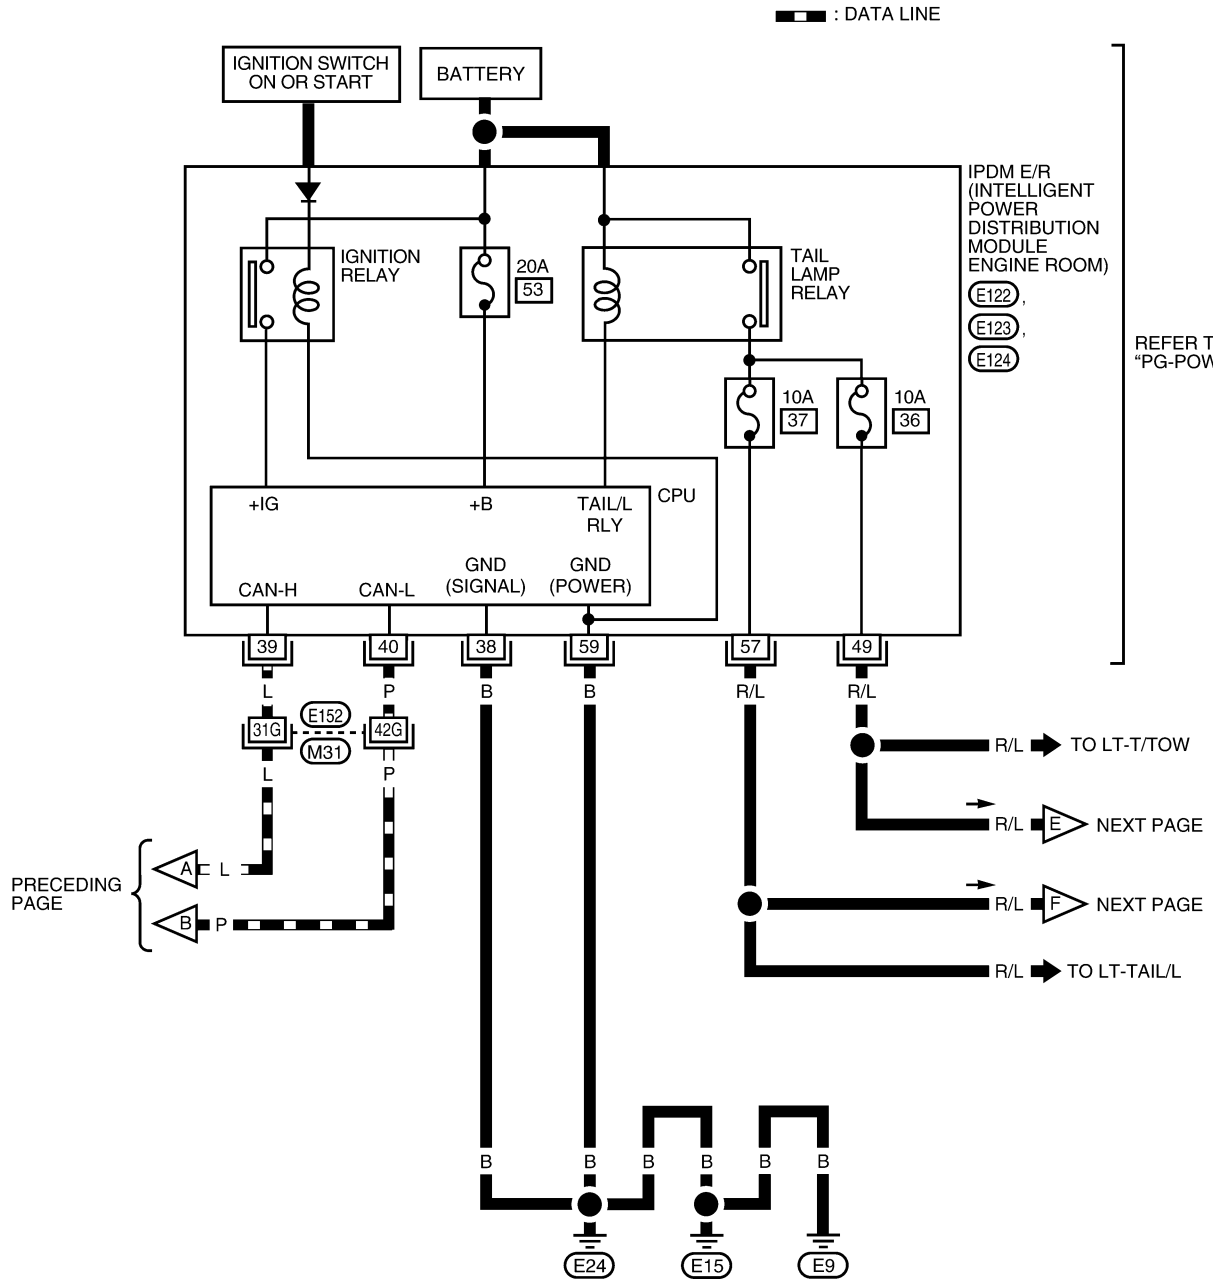 : DATA LINE
IGNITION SWITCH
ON OR START
BATTERY
IPDM E/R
(INTELLIGENT
POWER
DISTRIBUTION
MODULE
ENGINE ROOM)
E122 ,
E123 ,
E124
IGNITION
RELAY
20A
53
TAIL
LAMP
RELAY
REFER T
“PG-POW
10A
37
10A
36
CPU
+IG
+B
TAIL/L
RLY
CAN-H
CAN-L
GND
(SIGNAL)
GND
(POWER)
39
40
38
59
57
49
L
P
B
B
R/L
R/L
31G
E152
M31
42G
L
P
R/L
TO LT-T/TOW
R/L
E
NEXT PAGE
PRECEDING
PAGE
A
L
B
P
R/L
F
NEXT PAGE
R/L
TO LT-TAIL/L
B
B
B
B
B
B
E24
E15
E9